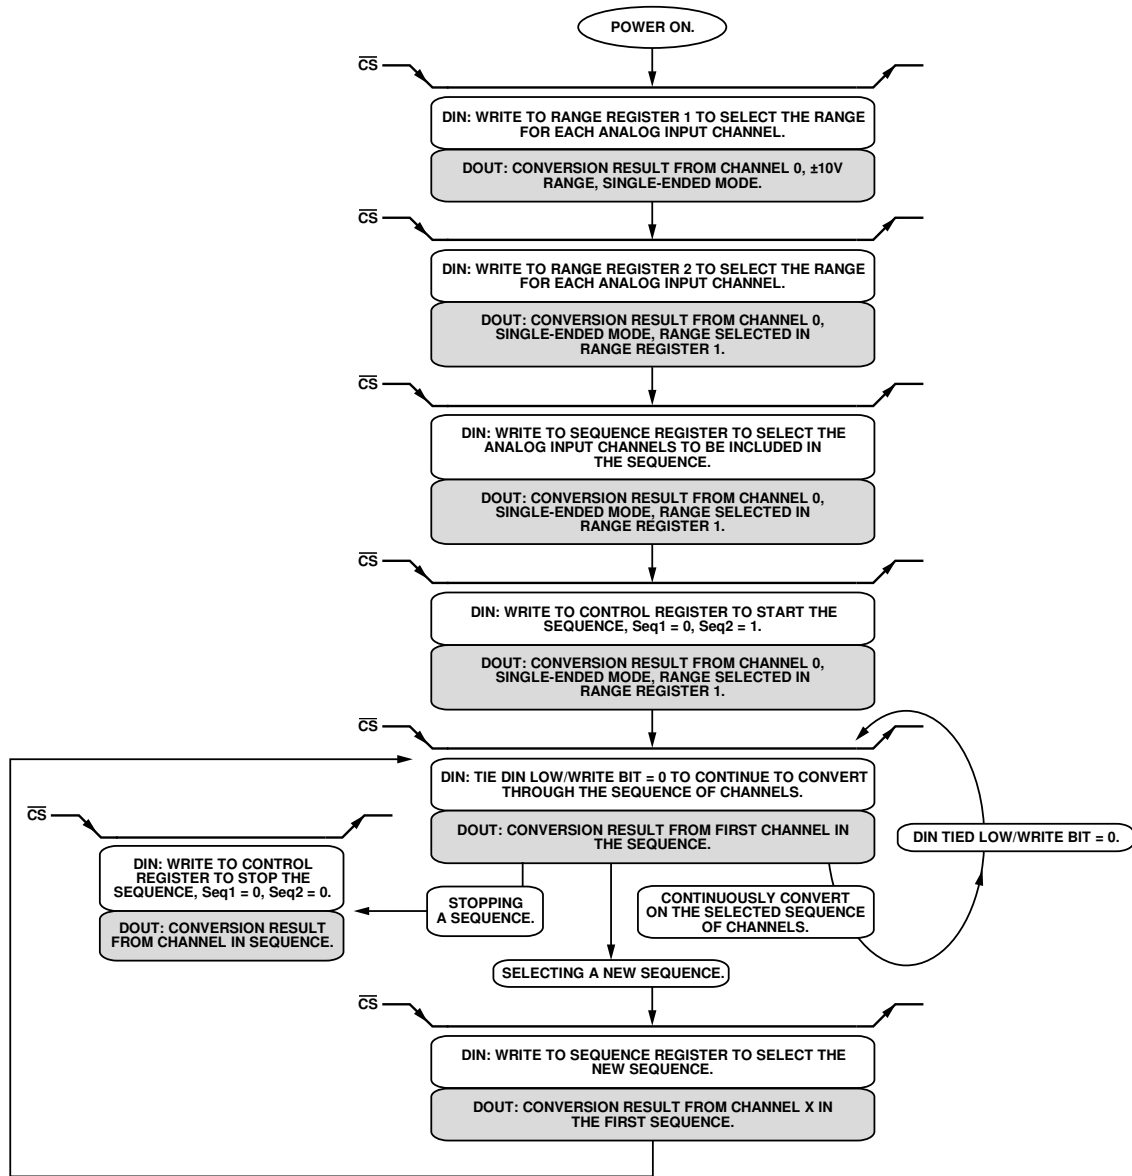 POWER ON.
CS
DIN: WRITE TO RANGE REGISTER 1 TO SELECT THE RANGE
FOR EACH ANALOG INPUT CHANNEL.
DOUT: CONVERSION RESULT FROM CHANNEL 0, ±10V
RANGE, SINGLE-ENDED MODE.
CS
DIN: WRITE TO RANGE REGISTER 2 TO SELECT THE RANGE
FOR EACH ANALOG INPUT CHANNEL.
DOUT: CONVERSION RESULT FROM CHANNEL 0,
SINGLE-ENDED MODE, RANGE SELECTED IN
RANGE REGISTER 1.
CS
DIN: WRITE TO SEQUENCE REGISTER TO SELECT THE
ANALOG INPUT CHANNELS TO BE INCLUDED IN
THE SEQUENCE.
DOUT: CONVERSION RESULT FROM CHANNEL 0,
SINGLE-ENDED MODE, RANGE SELECTED IN
RANGE REGISTER 1.
CS
DIN: WRITE TO CONTROL REGISTER TO START THE
SEQUENCE, Seq1 = 0, Seq2 = 1.
DOUT: CONVERSION RESULT FROM CHANNEL 0,
SINGLE-ENDED MODE, RANGE SELECTED IN
RANGE REGISTER 1.
CS
DIN: TIE DIN LOW/WRITE BIT = 0 TO CONTINUE TO CONVERT
THROUGH THE SEQUENCE OF CHANNELS.
DOUT: CONVERSION RESULT FROM FIRST CHANNEL IN
THE SEQUENCE.
DIN TIED LOW/WRITE BIT = 0.
CS
DIN: WRITE TO CONTROL
REGISTER TO STOP THE
SEQUENCE, Seq1 = 0, Seq2 = 0.
DOUT: CONVERSION RESULT
FROM CHANNEL IN SEQUENCE.
STOPPING
A SEQUENCE.
CONTINUOUSLY CONVERT
ON THE SELECTED SEQUENCE
OF CHANNELS.
SELECTING A NEW SEQUENCE.
CS
DIN: WRITE TO SEQUENCE REGISTER TO SELECT THE
NEW SEQUENCE.
DOUT: CONVERSION RESULT FROM CHANNEL X IN
THE FIRST SEQUENCE.